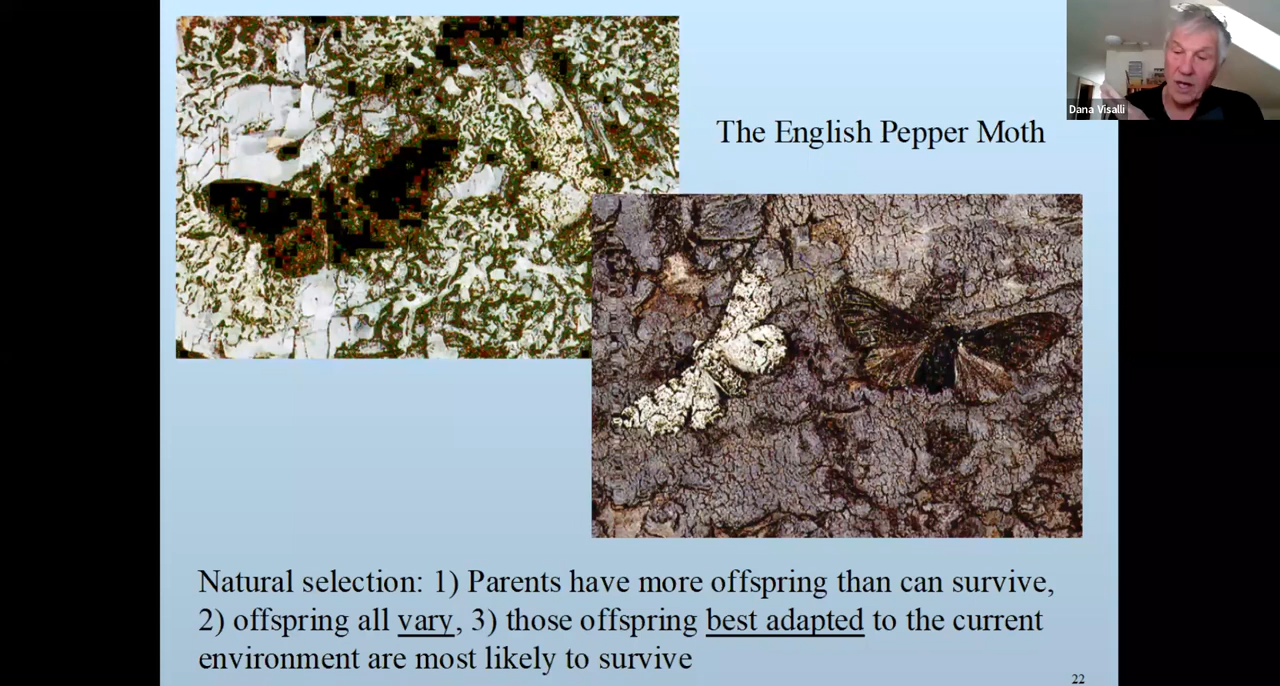 Dana Visalli
The English Pepper Moth
Natural selection: 1) Parents have more offspring than can survive,
2) offspring all vary, 3) those offspring best adapted to the current
environment are most likely to survive
22